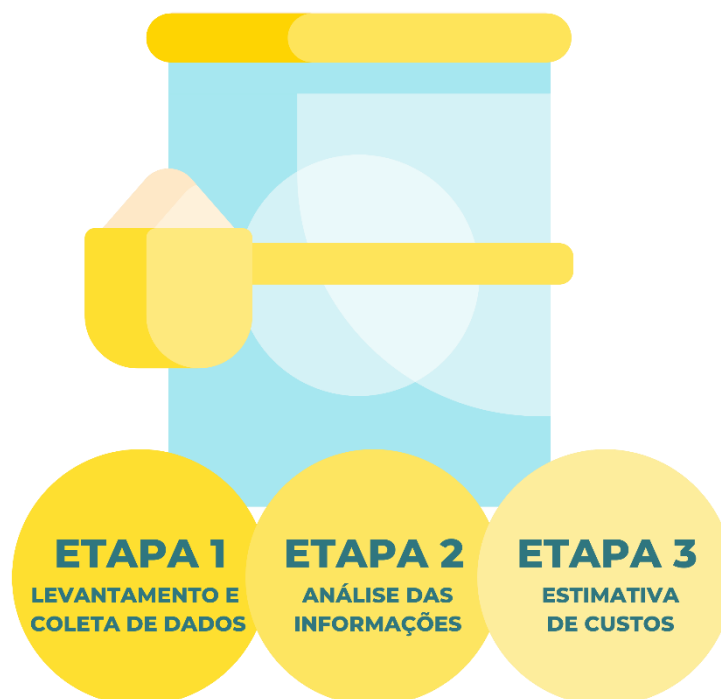 ETAPA 1
LEVANTAMENTO E
COLETA DE DADOS
ETAPA 2
ANÁLISE DAS
INFORMAÇÕES
ETAPA 3
ESTIMATIVA
DE CUSTOS